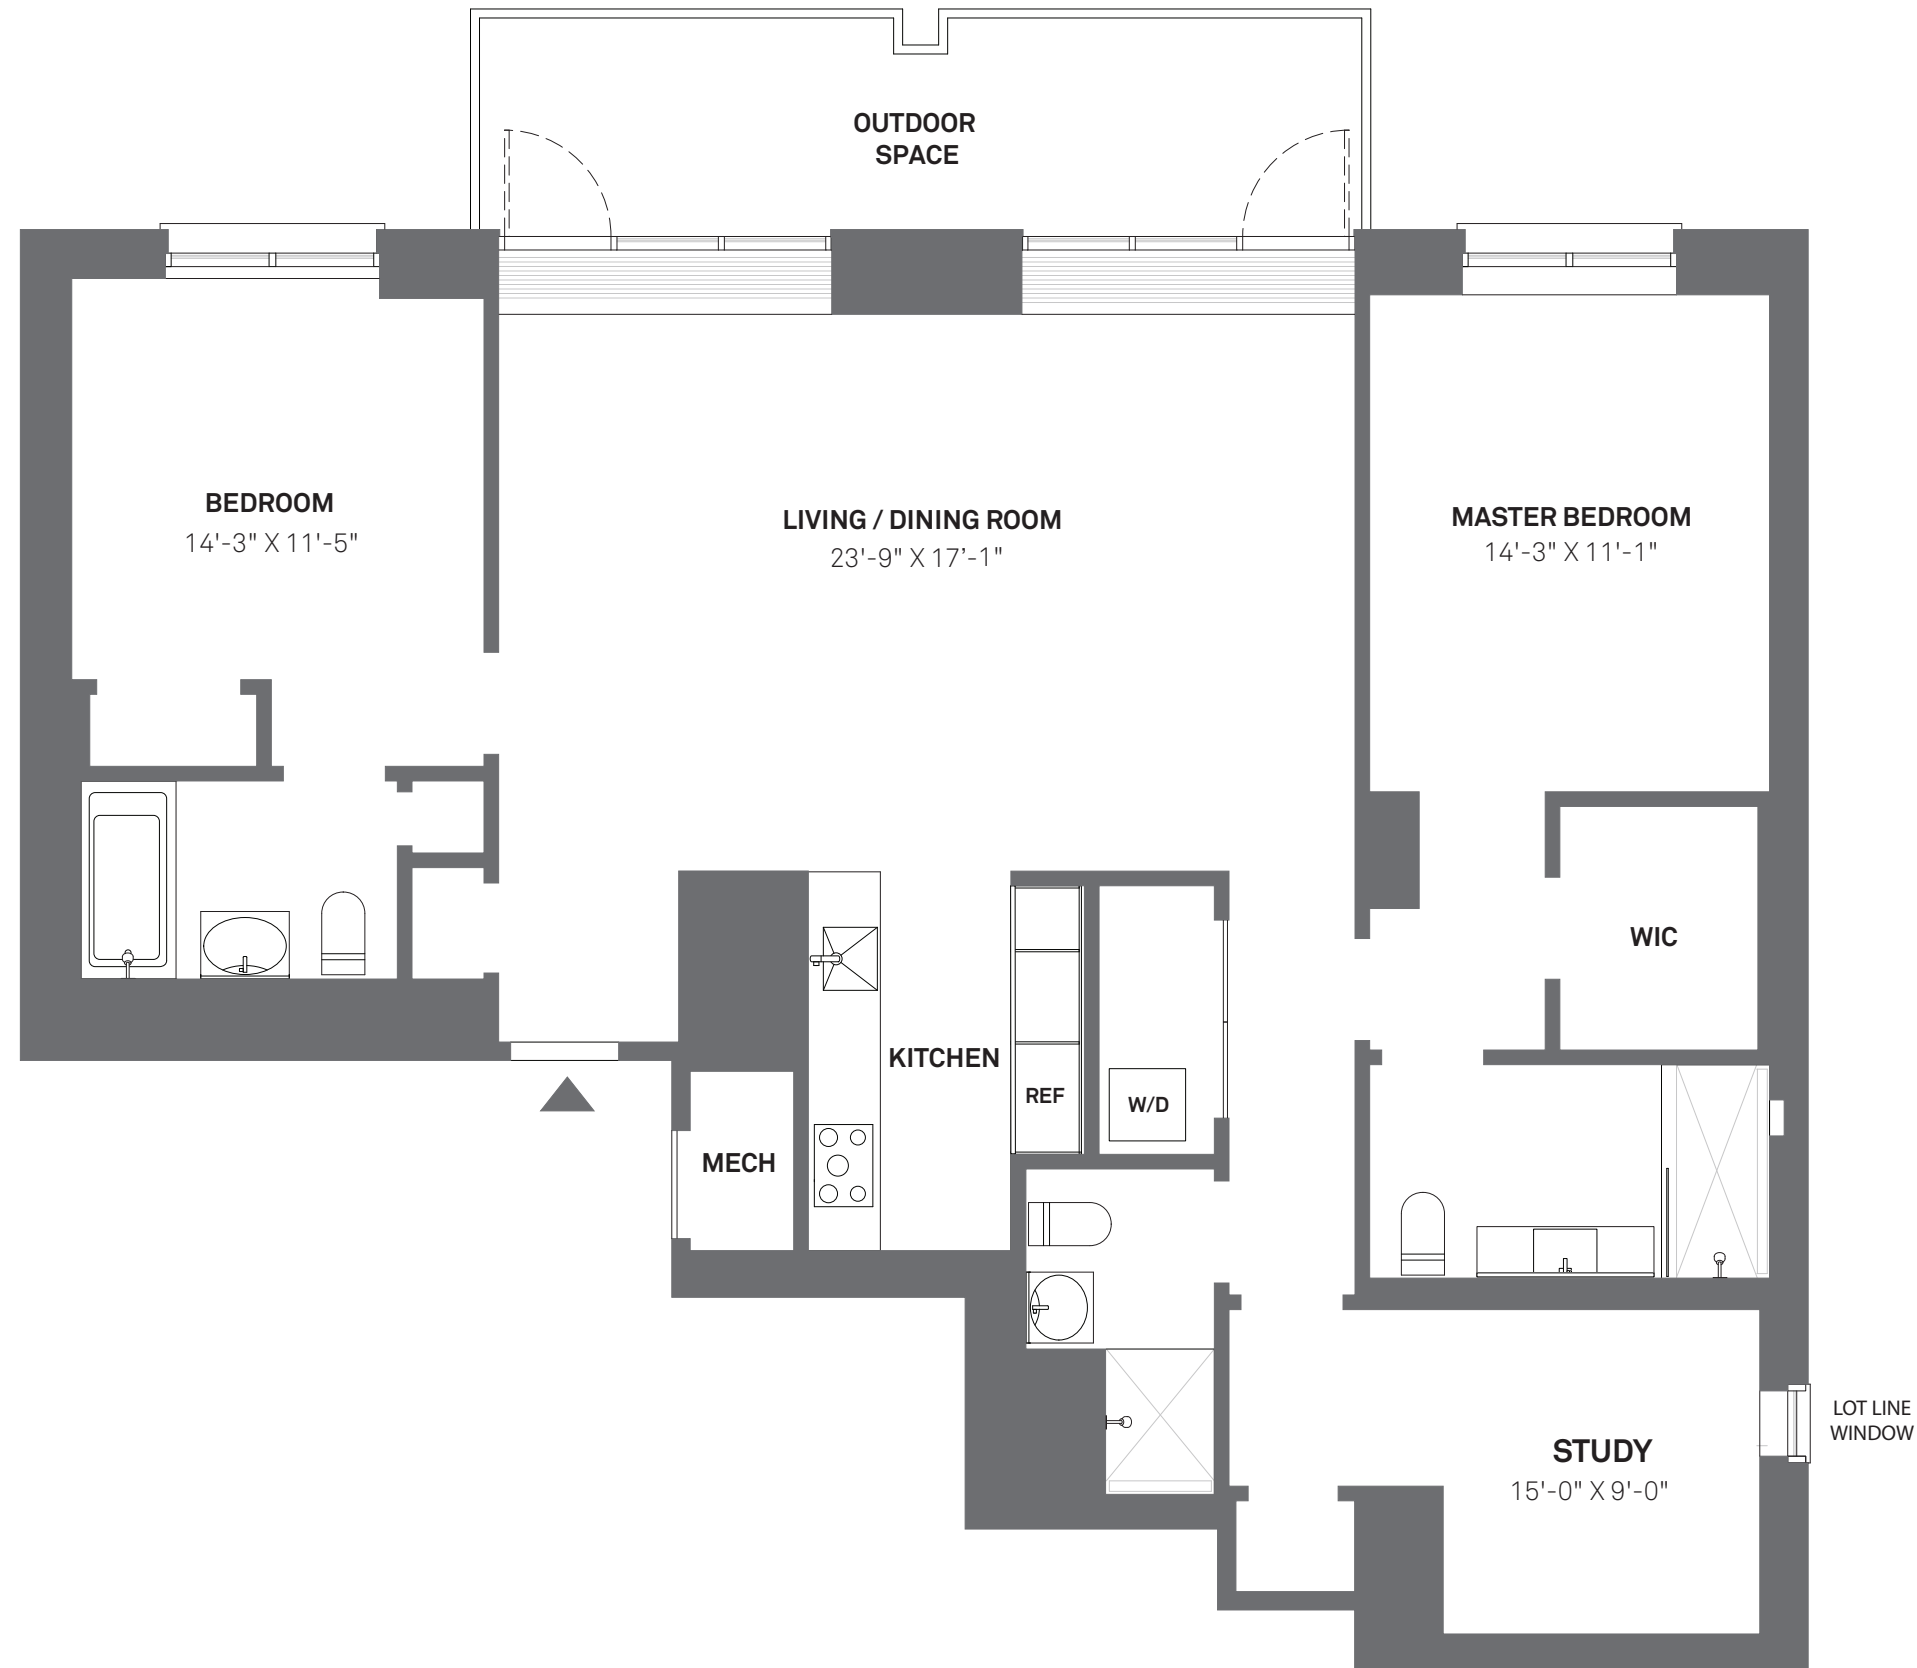 OUTDOOR
SPACE
BEDROOM
14'-3" X 11'-5"
LIVING / DINING ROOM
23'-9" X 17’-1"
MASTER BEDROOM
14'-3" X 11'-1"
WIC
KITCHEN
REF
W/D
MECH
LOT LINE
WINDOW
STUDY
15'-0" X 9'-0"